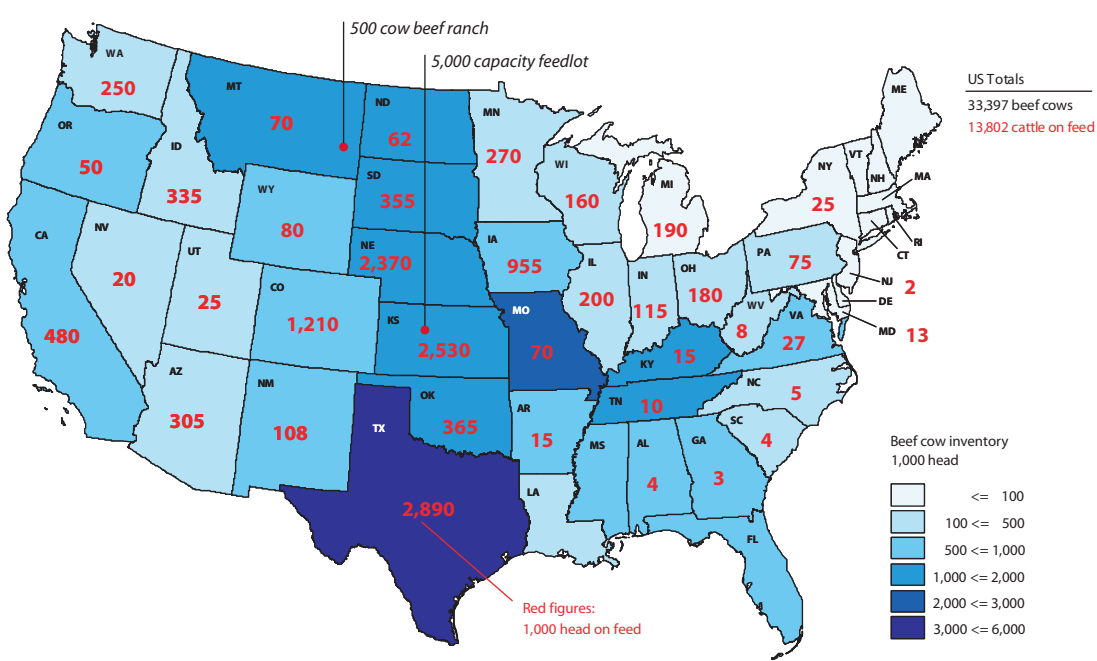 500 cow beef ranch
5,000 capacity feedlot
US Totals
33,397 beef cows
13,802 cattle on feed
WA
250
OR
50
ID
335
MT
70
ND
62
MN
270
WI
160
MI
190
ME
VT
NH
NY
25
MA
RI
CT
SD
355
WY
80
NE
2,370
IA
955
IL
200
IN
115
OH
180
PA
75
NJ 2
DE
MD 13
CA
480
NV
20
UT
25
CO
1,210
KS
2,530
MO
70
KY
15
WV
8
VA
27
AZ
305
NM
108
TX
2,890
OK
365
AR
15
TN
10
NC
5
SC
4
MS
AL
4
GA
3
LA
FL
Red figures:
1,000 head on feed
Beef cow inventory
1,000 head
<= 100
100 <= 500
500 <= 1,000
1,000 <= 2,000
2,000 <= 3,000
3,000 <= 6,000